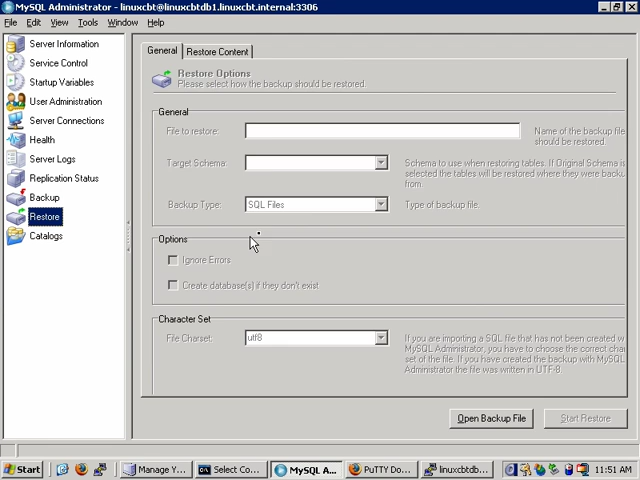 MySQL Administrator - linuxcbt@linuxcbtdb1.linuxcbt.internal:3306
File Edit View Tools Window Help
Server Information
Service Control
Startup Variables
User Administration
Server Connections
Health
Server Logs
Replication Status
Backup
Restore
Catalogs
General Restore Content
Restore Options
Please select how the backup should be restored.
General
File to restore:
Name of the backup file
should be restored.
Target Schema:
Schema to use when restoring tables. If Original Schema is
selected the tables will be restored where they were backu
from.
Backup Type: SQL Files Type of backup file.
Options
Ignore Errors
Create database(s) if they don't exist
Character Set
File Charset: utf8
If you are importing a SQL file that has not been created w
MySQL Administrator, you have to choose the correct char
set of the file. If you have created the backup with MySQL
Administrator the file was written in UTF-8
Open Backup File Start Restore
Start Manage Y... Select Co... MySQL A... PuTTY Do... linuxcbtdb... 11:51 AM